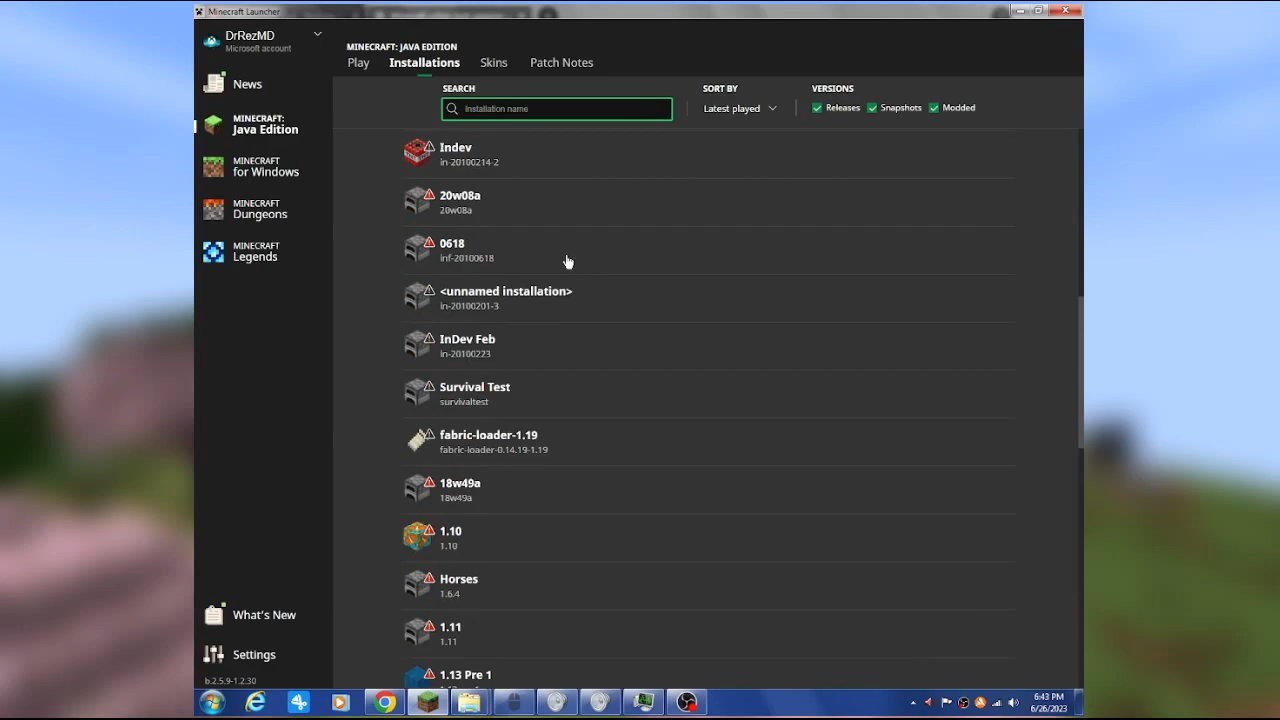 Minecraft Launcher
DrRezMD
Microsoft account
News
MINECRAFT:
Java Edition
MINECRAFT
for Windows
MINECRAFT
Dungeons
MINECRAFT
Legends
What's New
Settings
b.2.5.9-1.2.30
MINECRAFT: JAVA EDITION
Play Installations Skins Patch Notes
SEARCH SORT BY VERSIONS
Installation name Latest played Releases Snapshots Modded
Indev
in-20100214-2
20w08a
20w08a
0618
inf-20100618
<unnamed installation>
in-20100201-3
InDev Feb
in-20100223
Survival Test
survivaltest
fabric-loader-1.19
fabric-loader-0.14.19-1.19
18w49a
18w49a
1.10
1.10
Horses
1.6.4
1.11
1.11
1.13 Pre 1
6:43 PM
6/26/2023